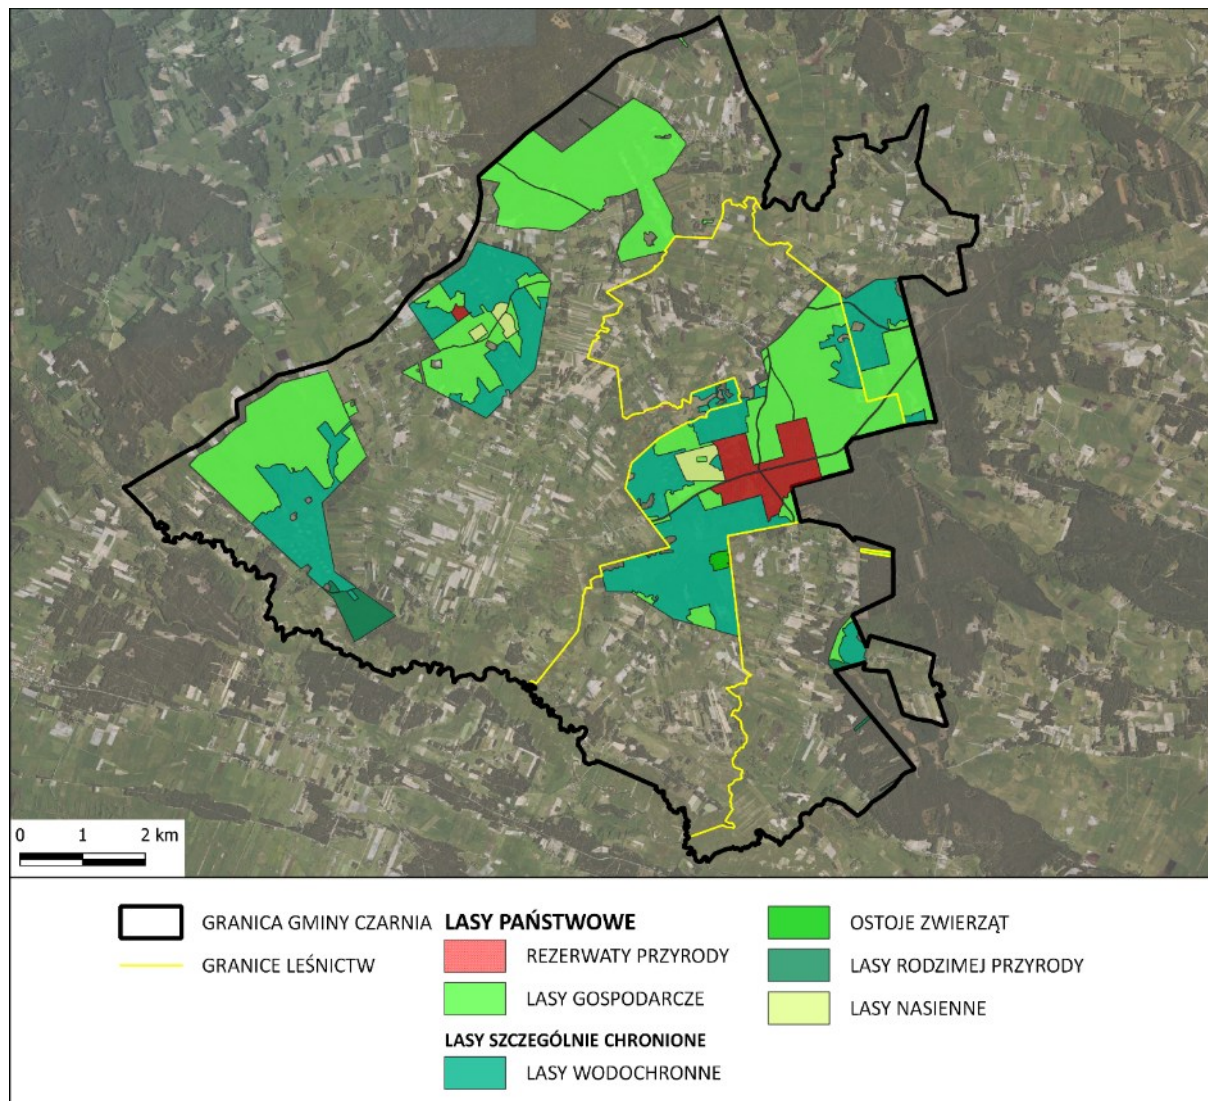 0 1 2 km
GRANICA GMINY CZARNIA
GRANICE LEŚNICTW
LASY PAŃSTWOWE
REZERWATY PRZYRODY
LASY GOSPODARCZE
LASY SZCZEGÓLNIE CHRONIONE
LASY WODOCHRONNE
OSTOJE ZWIERZĄT
LASY RODZIMEJ PRZYRODY
LASY NASIENNE